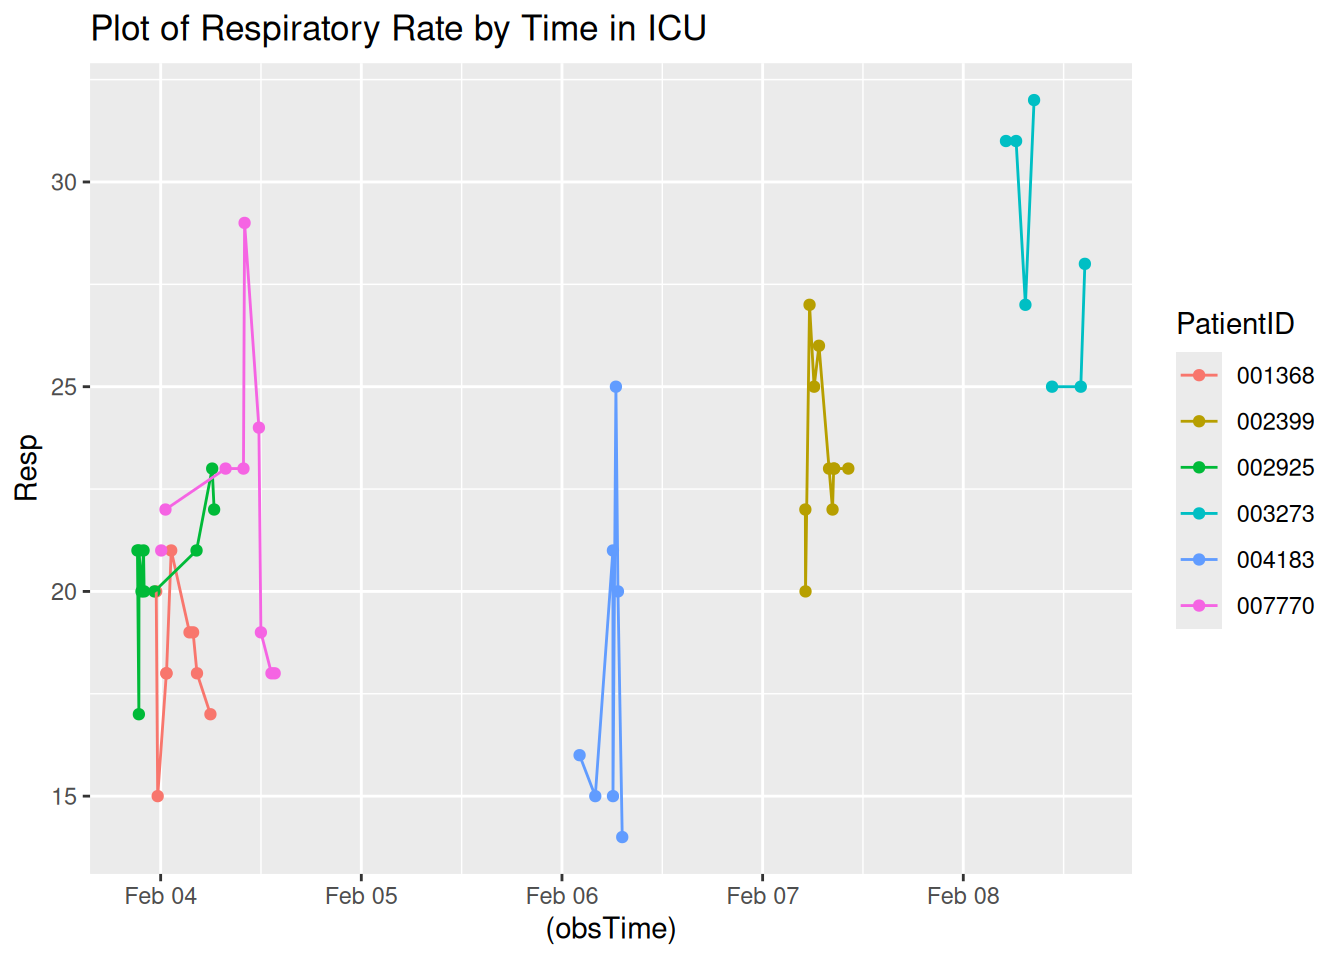 Plot of Respiratory Rate by Time in ICU
Resp
30
25
20
15
Feb 04
Feb 05
Feb 06
Feb 07
Feb 08
(obsTime)
PatientID
001368
002399
002925
003273
004183
007770